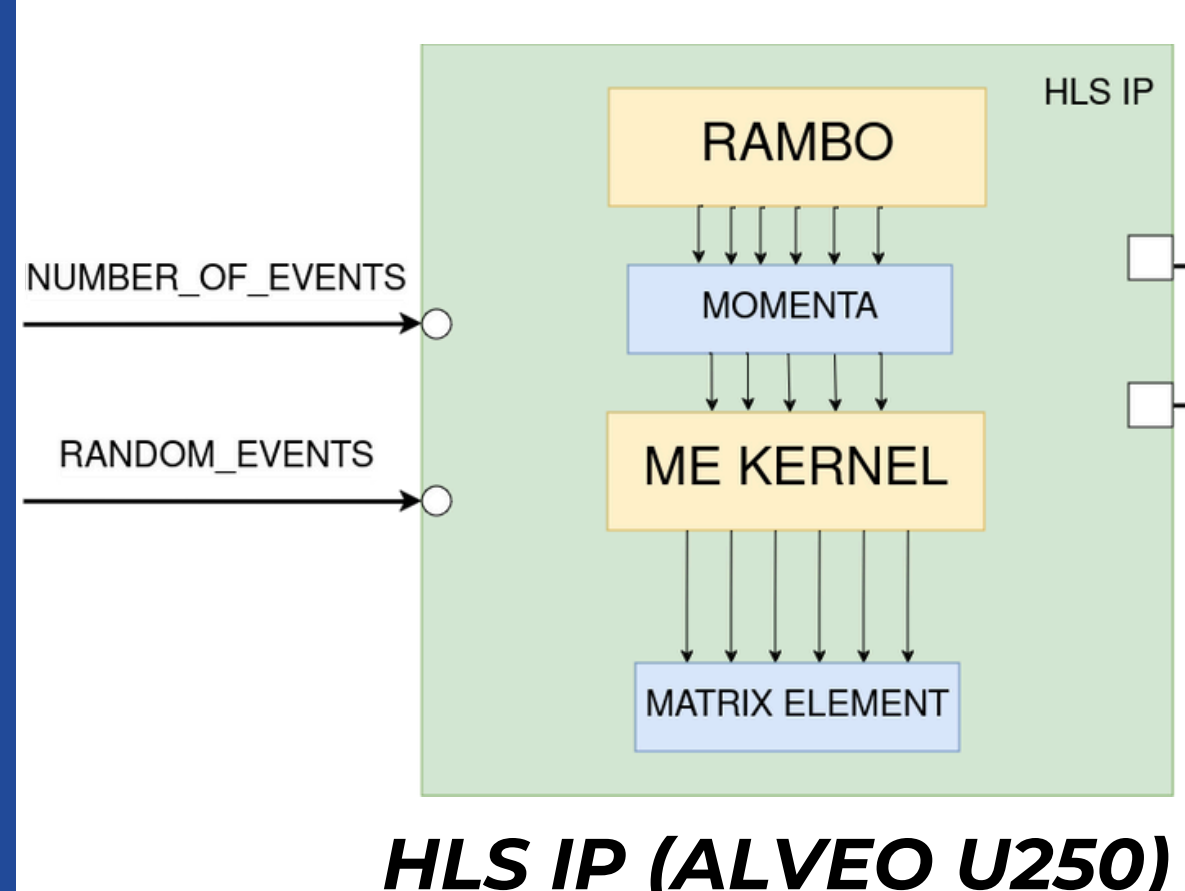 HLS IP
RAMBO
NUMBER_OF_EVENTS
MOMENTA
RANDOM_EVENTS
ME KERNEL
MATRIX ELEMENT
HLS IP (ALVEO U250)